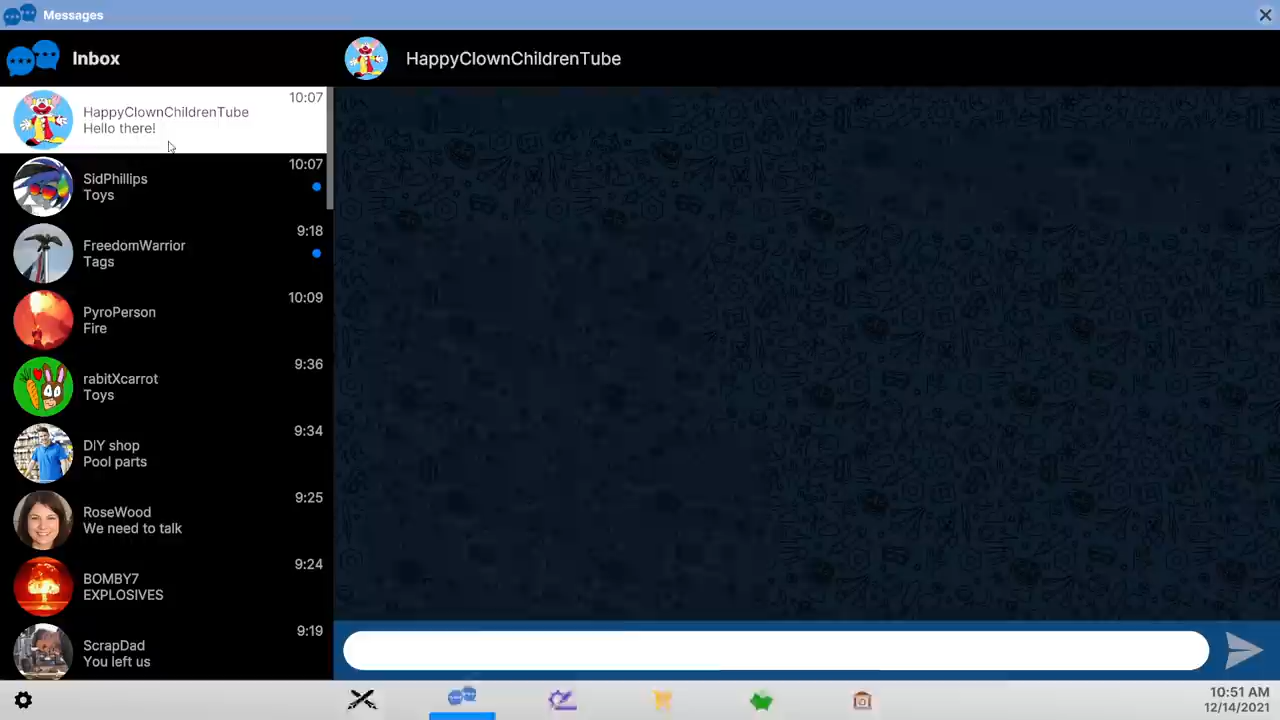 Messages
Inbox
HappyClownChildrenTube
10:07
HappyClownChildrenTube
Hello there!
10:07
SidPhillips
Toys
9:18
FreedomWarrior
Tags
10:09
PyroPerson
Fire
9:36
rabitXcarrot
Toys
9:34
DIY shop
Pool parts
9:25
RoseWood
We need to talk
9:24
BOMBY7
EXPLOSIVES
9:19
ScrapDad
You left us
10:51 AM
12/14/2021